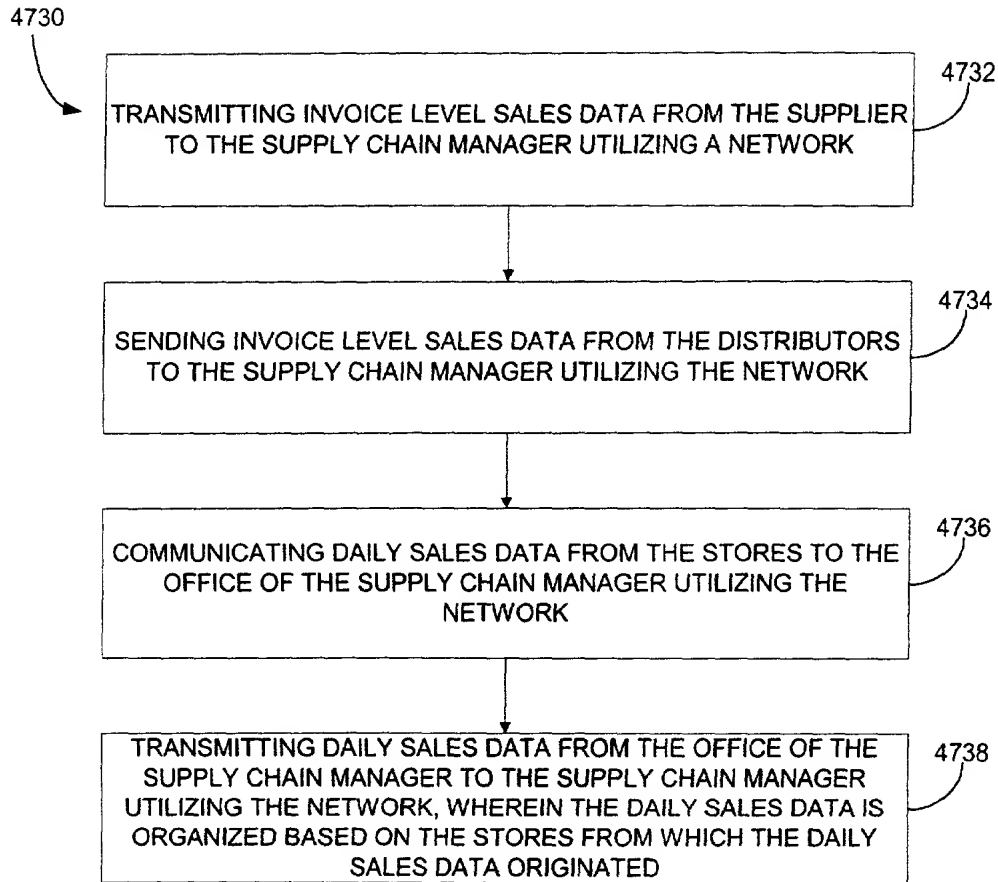 4730
4732
TRANSMITTING INVOICE LEVEL SALES DATA FROM THE SUPPLIER
TO THE SUPPLY CHAIN MANAGER UTILIZING A NETWORK
4734
SENDING INVOICE LEVEL SALES DATA FROM THE DISTRIBUTORS
TO THE SUPPLY CHAIN MANAGER UTILIZING THE NETWORK
4736
COMMUNICATING DAILY SALES DATA FROM THE STORES TO THE
OFFICE OF THE SUPPLY CHAIN MANAGER UTILIZING THE
NETWORK
4738
TRANSMITTING DAILY SALES DATA FROM THE OFFICE OF THE
SUPPLY CHAIN MANAGER TO THE SUPPLY CHAIN MANAGER
UTILIZING THE NETWORK, WHEREIN THE DAILY SALES DATA IS
ORGANIZED BASED ON THE STORES FROM WHICH THE DAILY
SALES DATA ORIGINATED